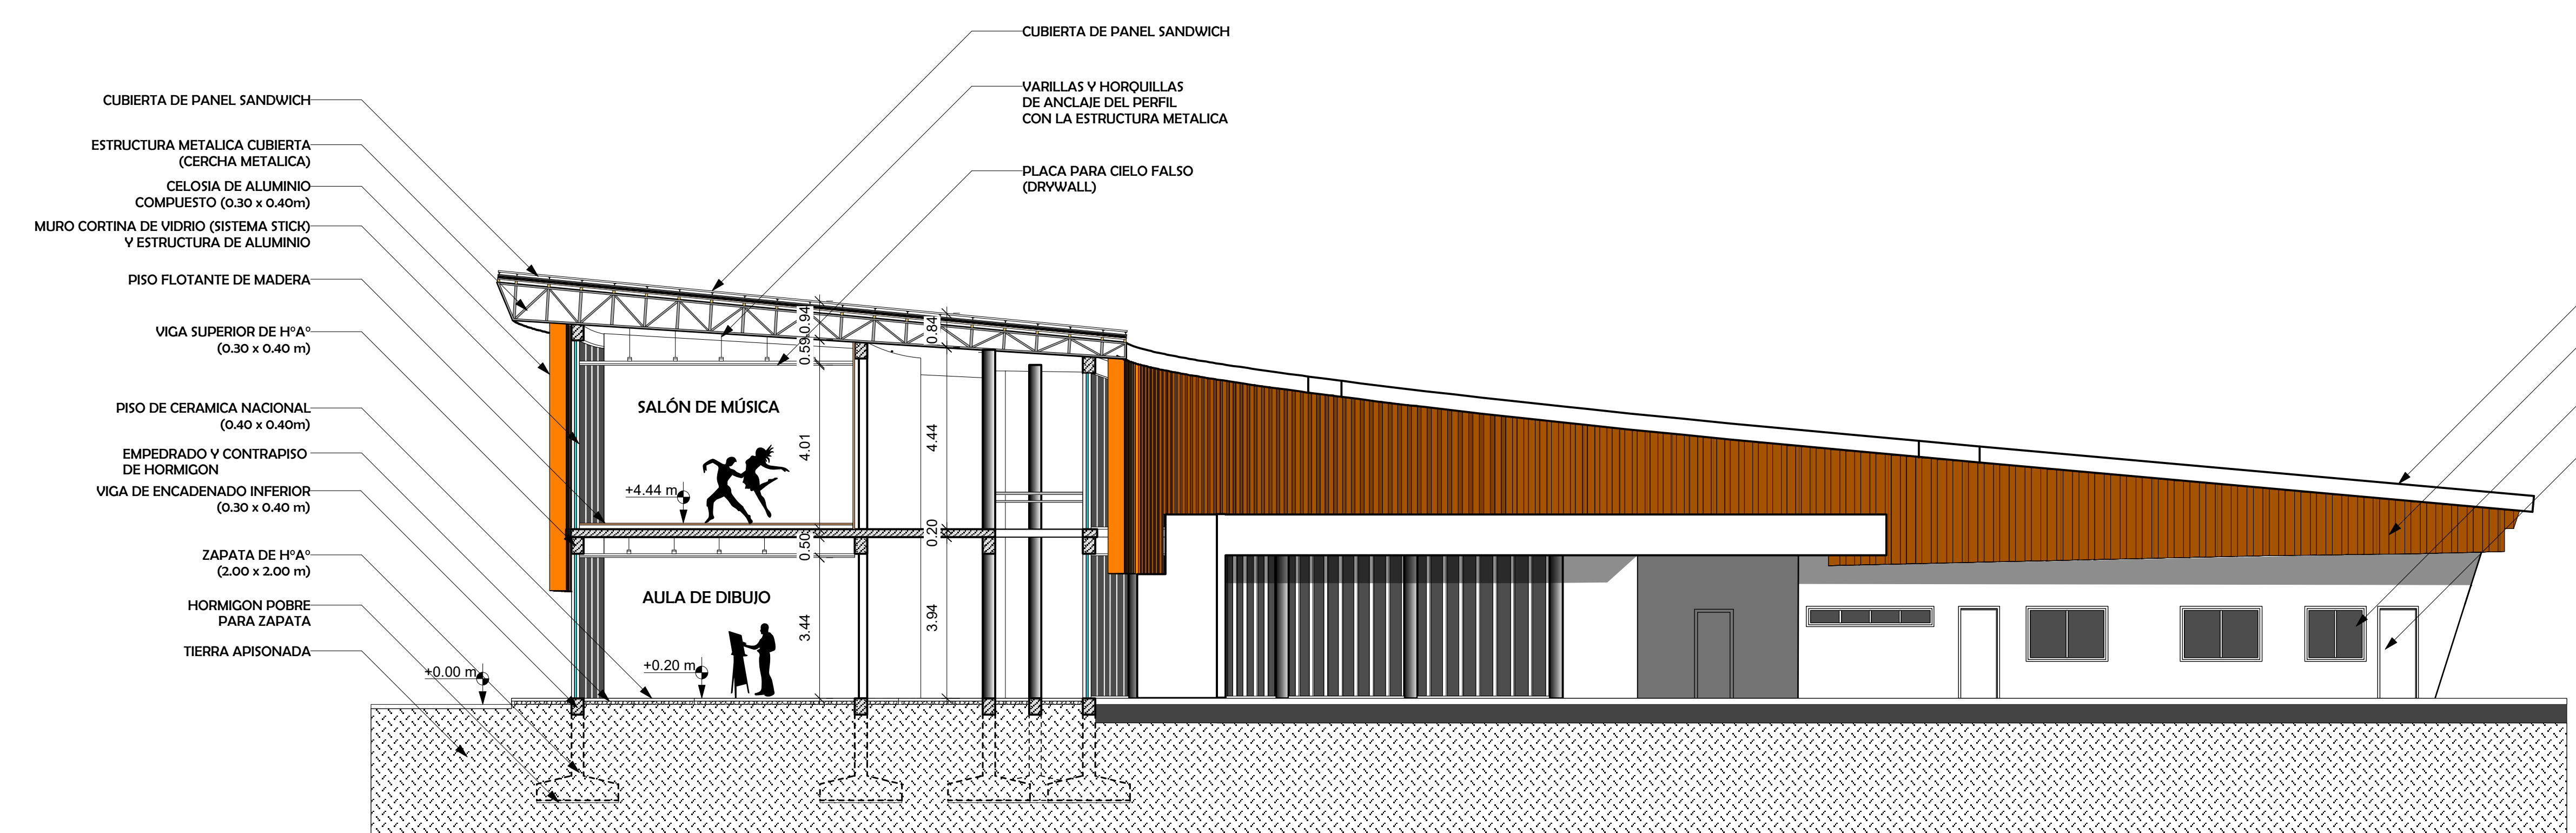 CUBIERTA DE PANEL SANDWICH
VARILLAS Y HORQUILLAS
DE ANCLAJE DEL PERFIL
CON LA ESTRUCTURA METALICA
PLACA PARA CIELO FALSO
(DRYWALL)
CUBIERTA DE PANEL SANDWICH
ESTRUCTURA METALICA CUBIERTA
(CERCHA METALICA)
CELOSIA DE ALUMINIO
COMPUESTO (0.30 x 0.40m)
MURO CORTINA DE VIDRIO (SISTEMA STICK)
Y ESTRUCTURA DE ALUMINIO
PISO FLOTANTE DE MADERA
VIGA SUPERIOR DE HºAº
(0.30 x 0.40 m)
PISO DE CERAMICA NACIONAL
(0.40 x 0.40m)
EMPEDRADO Y CONTRAPISO
DE HORMIGON
VIGA DE ENCADENADO INFERIOR
(0.30 x 0.40 m)
ZAPATA DE HºAº
(2.00 x 2.00 m)
HORMIGON POBRE
PARA ZAPATA
TIERRA APISONADA
0.94
0.59
4.01
0.50
3.44
0.84
4.44
0.20
3.94
SALÓN DE MÚSICA
+4.44 m
AULA DE DIBUJO
+0.20 m
+0.00 m